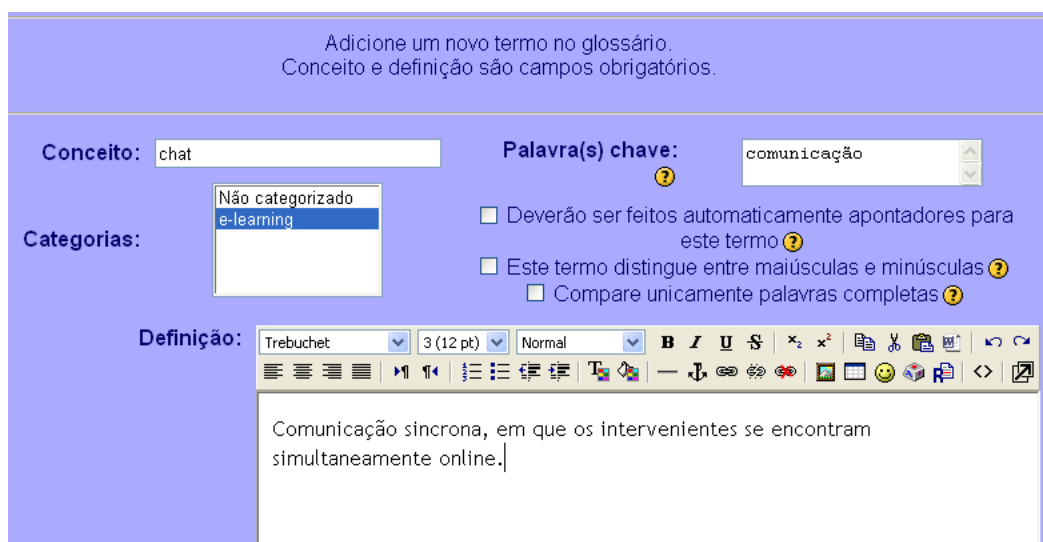 Adicione um novo termo no glossário.
Conceito e definição são campos obrigatórios.
Conceito: chat
Palavra(s) chave: comunicação
Categorias:
Não categorizado
e-learning
Deverão ser feitos automaticamente apontadores para
este termo
Este termo distingue entre maiúsculas e minúsculas
Compare unicamente palavras completas
Definição:
Trebuchet 3 (12 pt) Normal B I U S x₂ x²
Comunicação sincrona, em que os intervenientes se encontram
simultaneamente online.